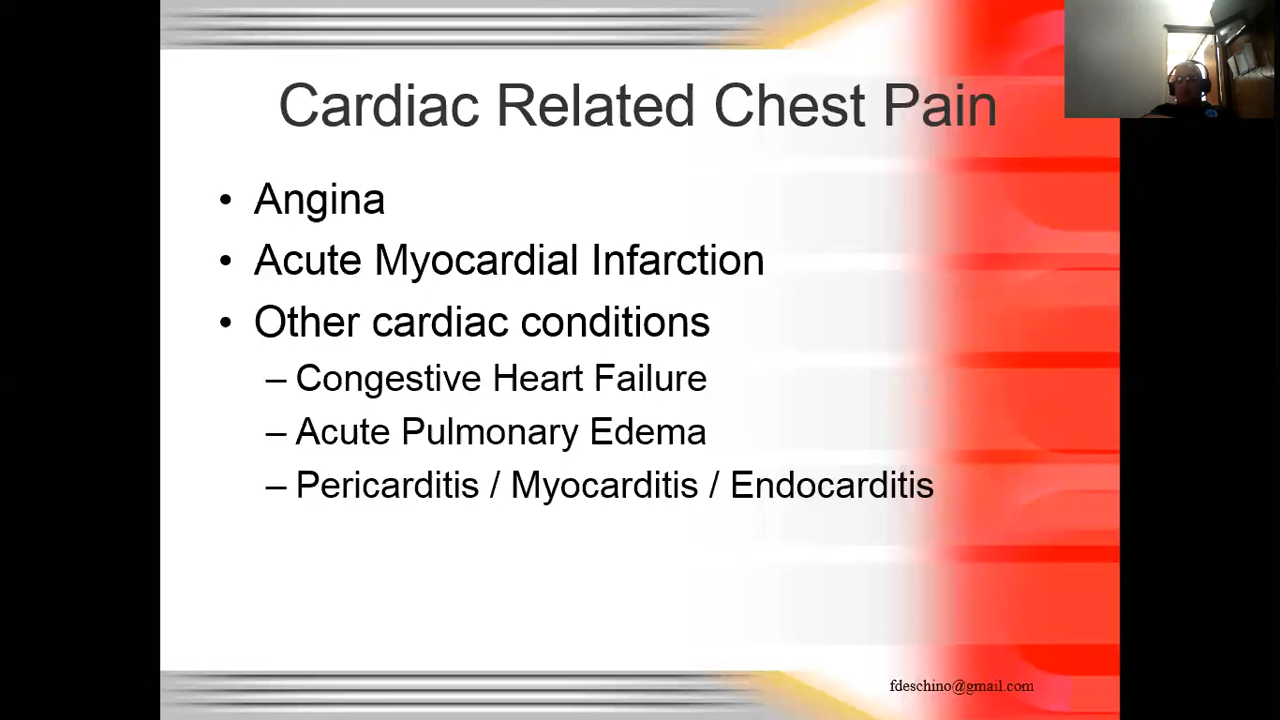 Cardiac Related Chest Pain
• Angina
• Acute Myocardial Infarction
• Other cardiac conditions
– Congestive Heart Failure
– Acute Pulmonary Edema
– Pericarditis / Myocarditis / Endocarditis
fdeschino@gmail.com